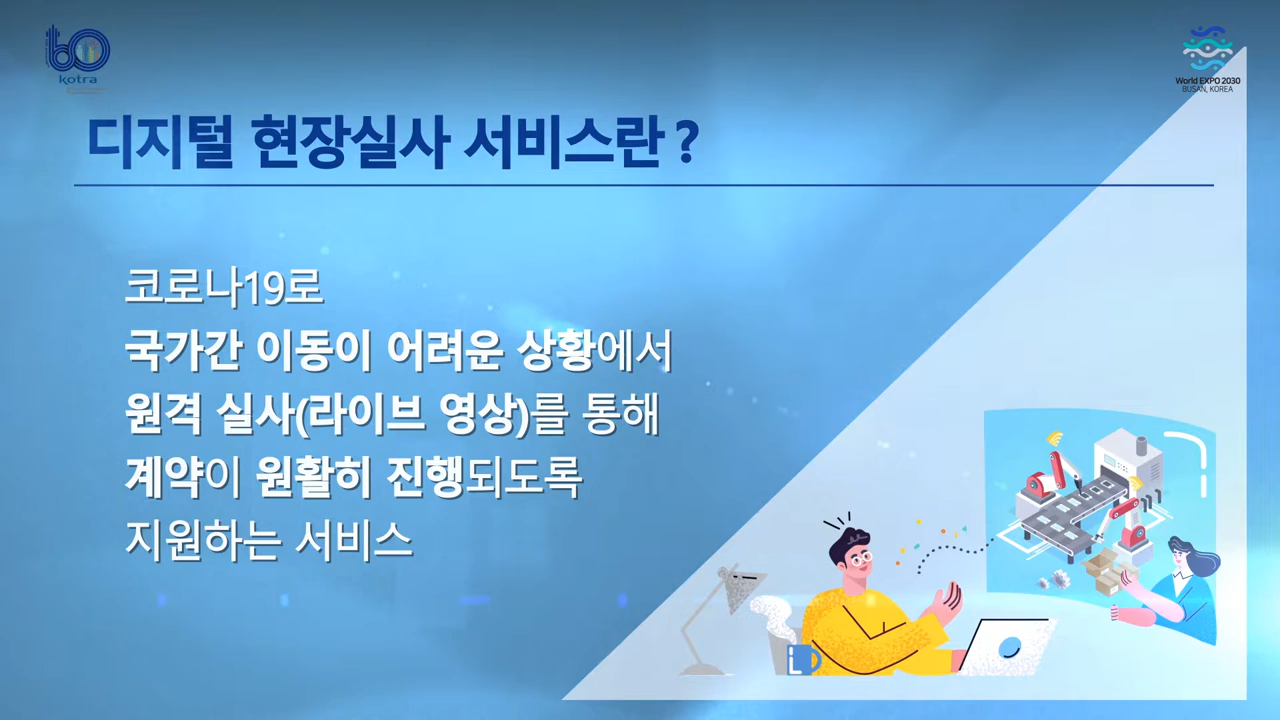 60
kotra
World EXPO 2030
BUSAN, KOREA
디지털 현장실사 서비스란?
코로나19로
국가간 이동이 어려운 상황에서
원격 실사(라이브 영상)를 통해
계약이 원활히 진행되도록
지원하는 서비스